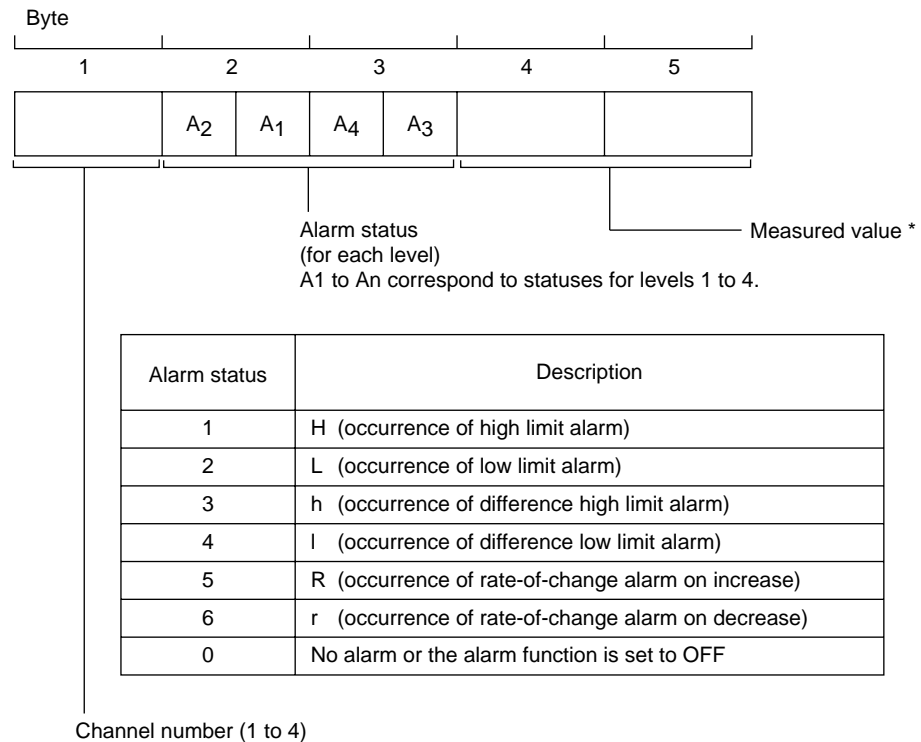 Byte
1 2 3 4 5
A2 A1 A4 A3
Alarm status
(for each level)
A1 to An correspond to statuses for levels 1 to 4.
Measured value *
Alarm status Description
1 H (occurrence of high limit alarm)
2 L (occurrence of low limit alarm)
3 h (occurrence of difference high limit alarm)
4 l (occurrence of difference low limit alarm)
5 R (occurrence of rate-of-change alarm on increase)
6 r (occurrence of rate-of-change alarm on decrease)
0 No alarm or the alarm function is set to OFF
Channel number (1 to 4)